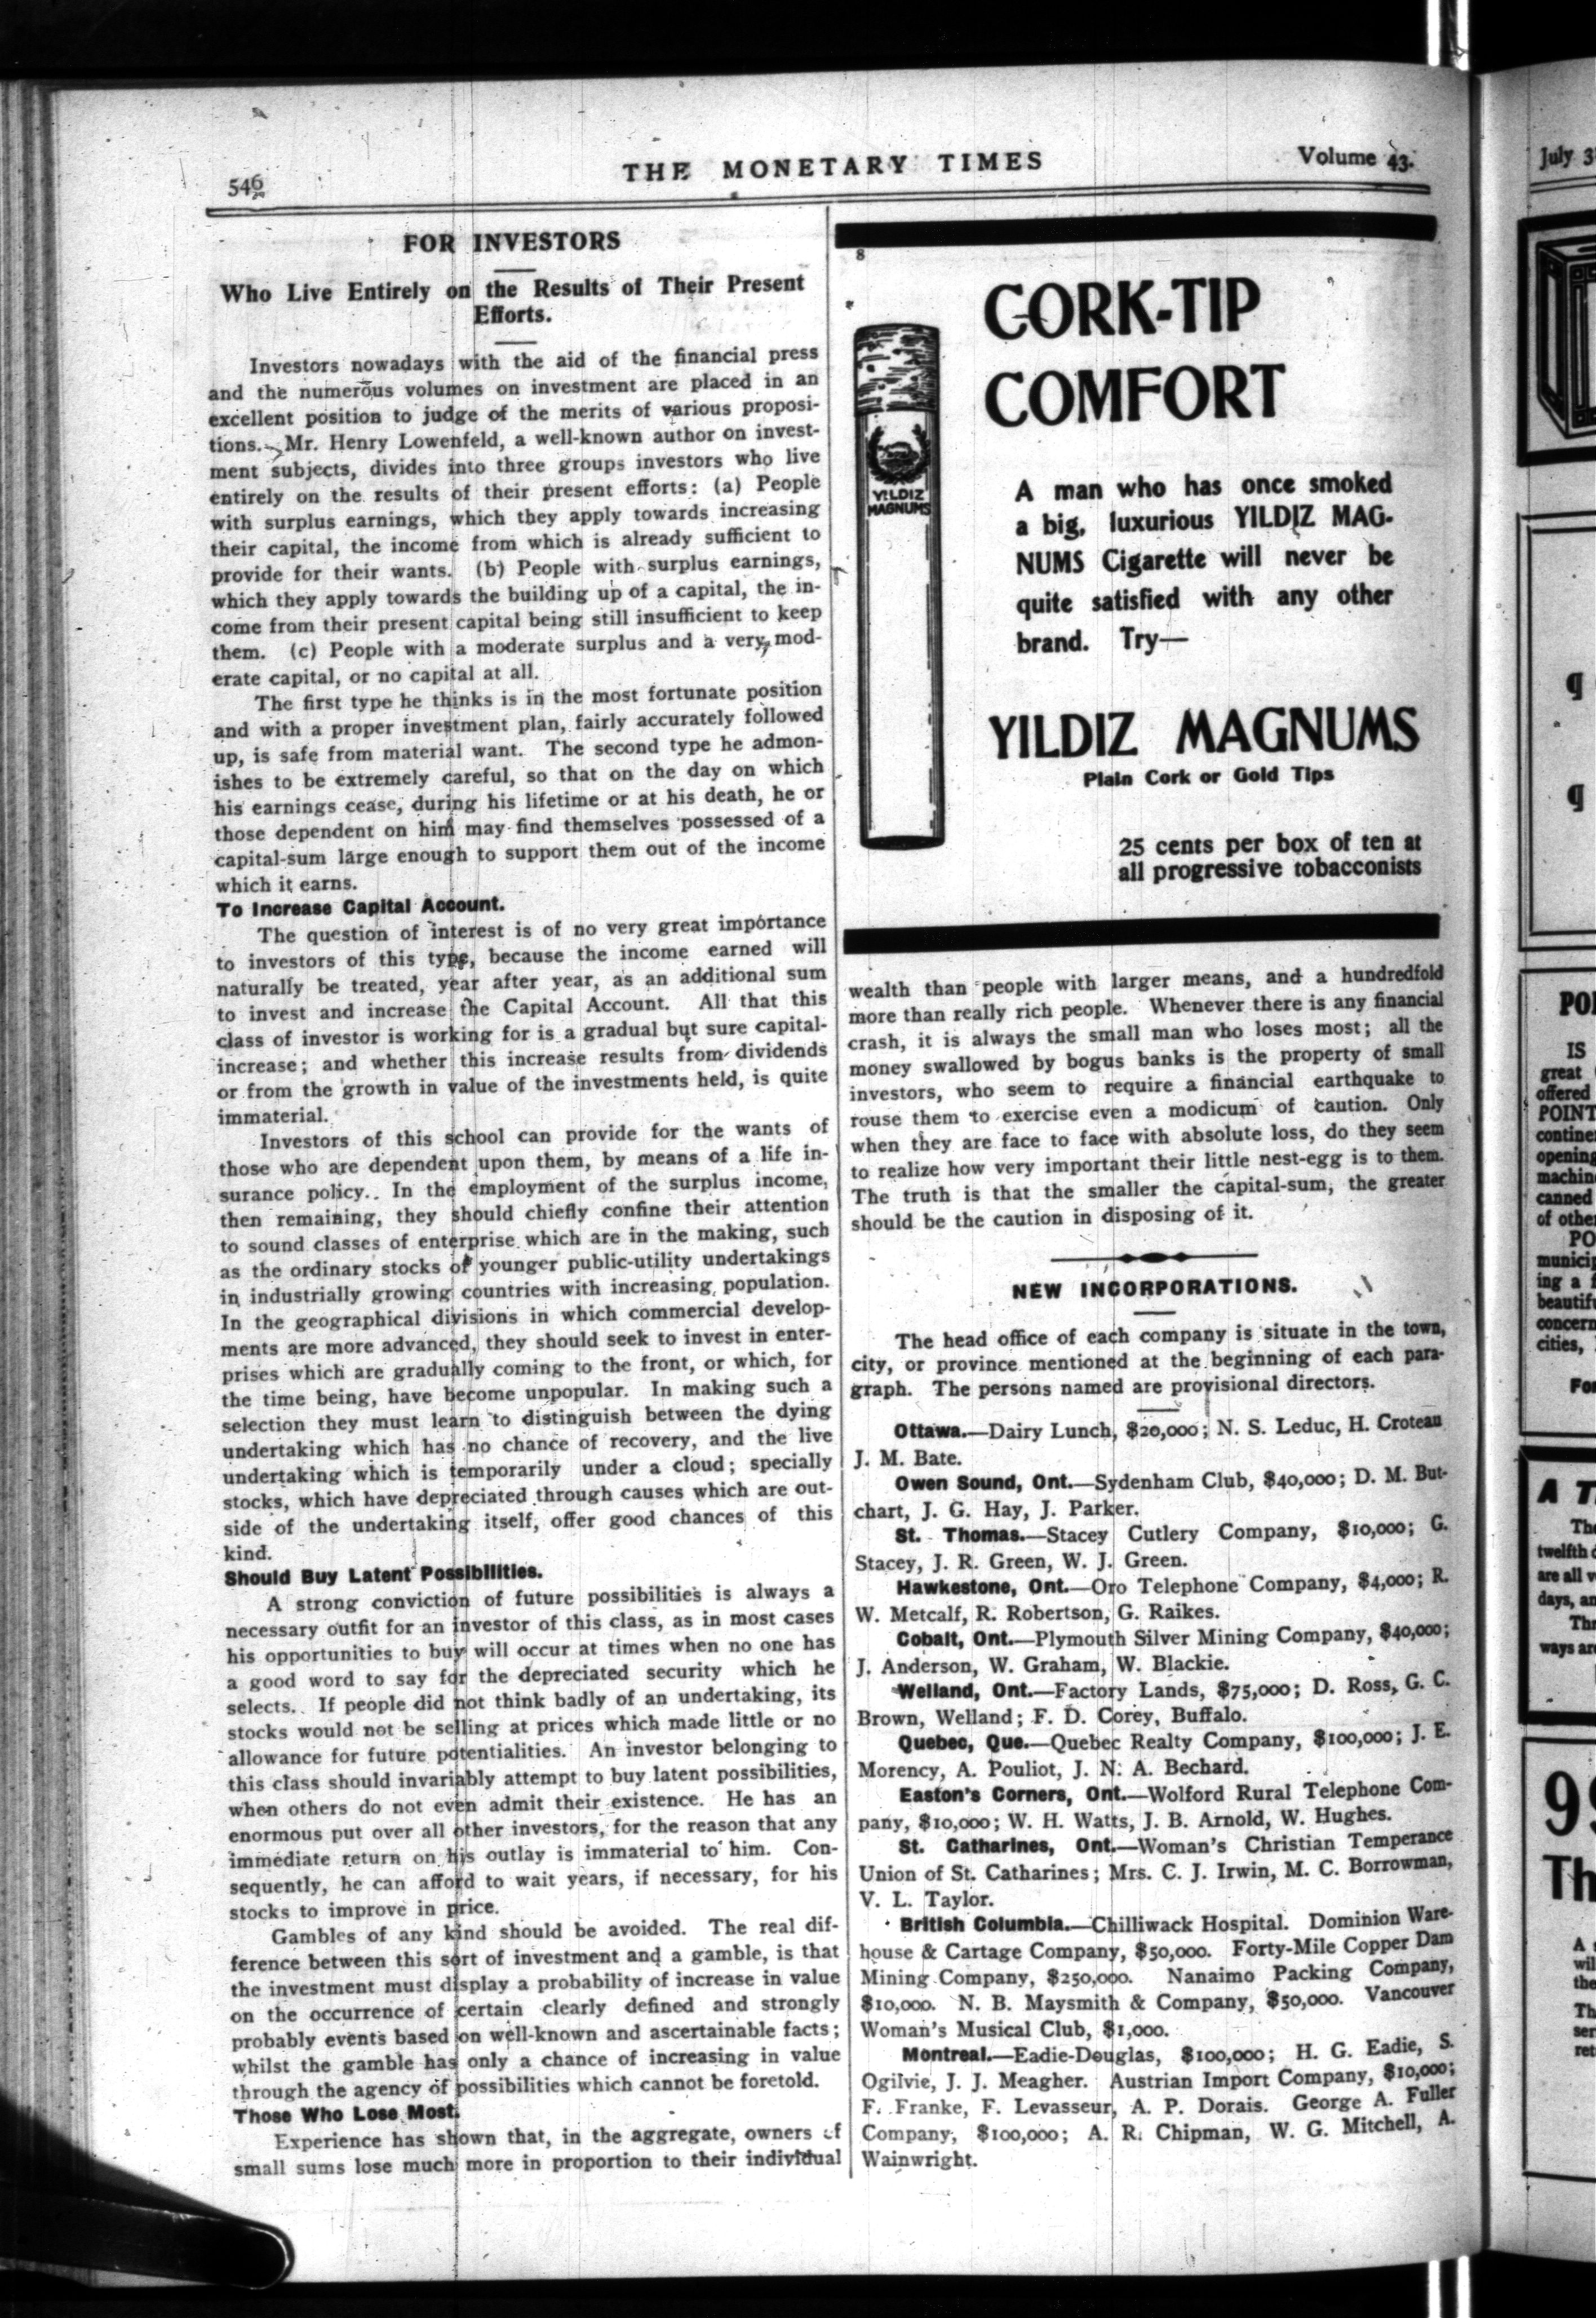 546
THE MONETARY TIMES
Volume 43.
FOR INVESTORS
Who Live Entirely on the Results of Their Present
Efforts.
Investors nowadays with the aid of the financial press
and the numerous volumes on investment are placed in an
excellent position to judge of the merits of various proposi-
tions. Mr. Henry Lowenfeld, a well-known author on invest-
ment subjects, divides into three groups investors who live
entirely on the results of their present efforts: (a) People
with surplus earnings, which they apply towards increasing
their capital, the income from which is already sufficient to
provide for their wants. (b) People with surplus earnings,
which they apply towards the building up of a capital, the in-
come from their present capital being still insufficient to keep
them. (c) People with a moderate surplus and a very mod-
erate capital, or no capital at all.
The first type he thinks is in the most fortunate position
and with a proper investment plan, fairly accurately followed
up, is safe from material want. The second type he admon-
ishes to be extremely careful, so that on the day on which
his earnings cease, during his lifetime or at his death, he or
those dependent on him may find themselves possessed of a
capital-sum large enough to support them out of the income
which it earns.
To Increase Capital Account.
The question of interest is of no very great importance
to investors of this type, because the income earned will
naturally be treated, year after year, as an additional sum
to invest and increase the Capital Account. All that this
class of investor is working for is a gradual but sure capital-
increase; and whether this increase results from dividends
or from the growth in value of the investments held, is quite
immaterial.
Investors of this school can provide for the wants of
those who are dependent upon them, by means of a life in-
surance policy. In the employment of the surplus income,
then remaining, they should chiefly confine their attention
to sound classes of enterprise which are in the making, such
as the ordinary stocks of younger public-utility undertakings
in industrially growing countries with increasing population.
In the geographical divisions in which commercial develop-
ments are more advanced, they should seek to invest in enter-
prises which are gradually coming to the front, or which, for
the time being, have become unpopular. In making such a
selection they must learn to distinguish between the dying
undertaking which has no chance of recovery, and the live
undertaking which is temporarily under a cloud; specially
stocks, which have depreciated through causes which are out-
side of the undertaking itself, offer good chances of this
kind.
Should Buy Latent Possibilities.
A strong conviction of future possibilities is always a
necessary outfit for an investor of this class, as in most cases
his opportunities to buy will occur at times when no one has
a good word to say for the depreciated security which he
selects. If people did not think badly of an undertaking, its
stocks would not be selling at prices which made little or no
allowance for future potentialities. An investor belonging to
this class should invariably attempt to buy latent possibilities,
when others do not even admit their existence. He has an
enormous put over all other investors, for the reason that any
immediate return on his outlay is immaterial to him. Con-
sequently, he can afford to wait years, if necessary, for his
stocks to improve in price.
Gambles of any kind should be avoided. The real dif-
ference between this sort of investment and a gamble, is that
the investment must display a probability of increase in value
on the occurrence of certain clearly defined and strongly
probably events based on well-known and ascertainable facts;
whilst the gamble has only a chance of increasing in value
through the agency of possibilities which cannot be foretold.
Those Who Lose Most.
Experience has shown that, in the aggregate, owners of
small sums lose much more in proportion to their individual
8
YILDIZ
MAGNUMS
CORK-TIP
COMFORT
A man who has once smoked
a big, luxurious YILDIZ MAG-
NUMS Cigarette will never be
quite satisfied with any other
brand. Try—
YILDIZ MAGNUMS
Plain Cork or Gold Tips
25 cents per box of ten at
all progressive tobacconists
wealth than people with larger means, and a hundredfold
more than really rich people. Whenever there is any financial
crash, it is always the small man who loses most; all the
money swallowed by bogus banks is the property of small
investors, who seem to require a financial earthquake to
rouse them to exercise even a modicum of caution. Only
when they are face to face with absolute loss, do they seem
to realize how very important their little nest-egg is to them.
The truth is that the smaller the capital-sum, the greater
should be the caution in disposing of it.
NEW INCORPORATIONS.
The head office of each company is situate in the town,
city, or province mentioned at the beginning of each para-
graph. The persons named are provisional directors.
Ottawa.—Dairy Lunch, $20,000; N. S. Leduc, H. Croteau
J. M. Bate.
Owen Sound, Ont.—Sydenham Club, $40,000; D. M. But-
chart, J. G. Hay, J. Parker.
St. Thomas.—Stacey Cutlery Company, $10,000; G.
Stacey, J. R. Green, W. J. Green.
Hawkestone, Ont.—Oro Telephone Company, $4,000; R.
W. Metcalf, R. Robertson, G. Raikes.
Cobalt, Ont.—Plymouth Silver Mining Company, $40,000;
J. Anderson, W. Graham, W. Blackie.
Welland, Ont.—Factory Lands, $75,000; D. Ross, G. C.
Brown, Welland; F. D. Corey, Buffalo.
Quebec, Que.—Quebec Realty Company, $100,000; J. E.
Morency, A. Pouliot, J. N. A. Bechard.
Easton's Corners, Ont.—Wolford Rural Telephone Com-
pany, $10,000; W. H. Watts, J. B. Arnold, W. Hughes.
St. Catharines, Ont.—Woman's Christian Temperance
Union of St. Catharines; Mrs. C. J. Irwin, M. C. Borrowman,
V. L. Taylor.
British Columbia.—Chilliwack Hospital. Dominion Ware-
house & Cartage Company, $50,000. Forty-Mile Copper Dam
Mining Company, $250,000. Nanaimo Packing Company,
$10,000. N. B. Maysmith & Company, $50,000. Vancouver
Woman's Musical Club, $1,000.
Montreal.—Eadie-Douglas, $100,000; H. G. Eadie, S.
Ogilvie, J. J. Meagher. Austrian Import Company, $10,000;
F. Franke, F. Levasseur, A. P. Dorais. George A. Fuller
Company, $100,000; A. R. Chipman, W. G. Mitchell, A.
Wainwright.
July 3
IS
great
offered
POINT
opening
canned
of othe
municip
ing a f
concern
cities,
A T
twelfth
are all
days, an
ways are
Th